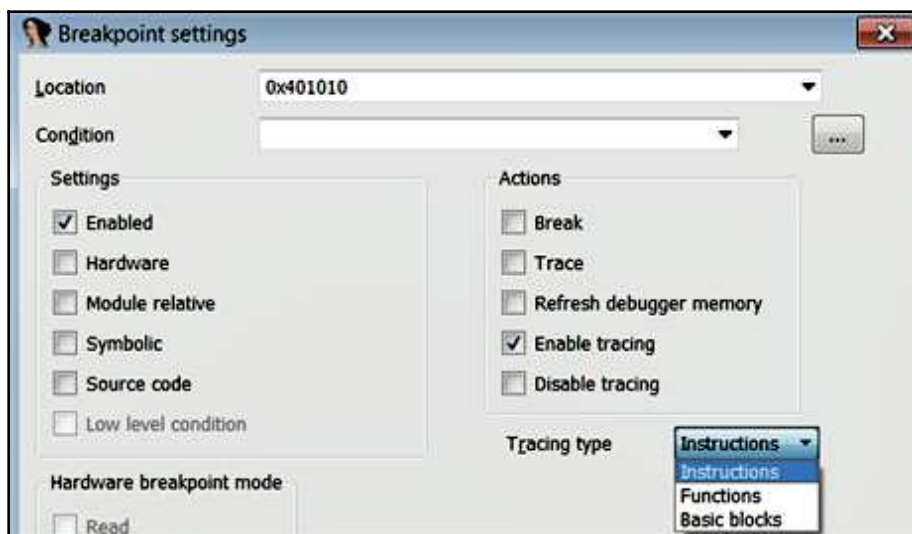 Breakpoint settings
Location 0x401010
Condition ...
Settings
Enabled
Hardware
Module relative
Symbolic
Source code
Low level condition
Actions
Break
Trace
Refresh debugger memory
Enable tracing
Disable tracing
Tracing type Instructions
Instructions
Functions
Basic blocks
Hardware breakpoint mode
Read